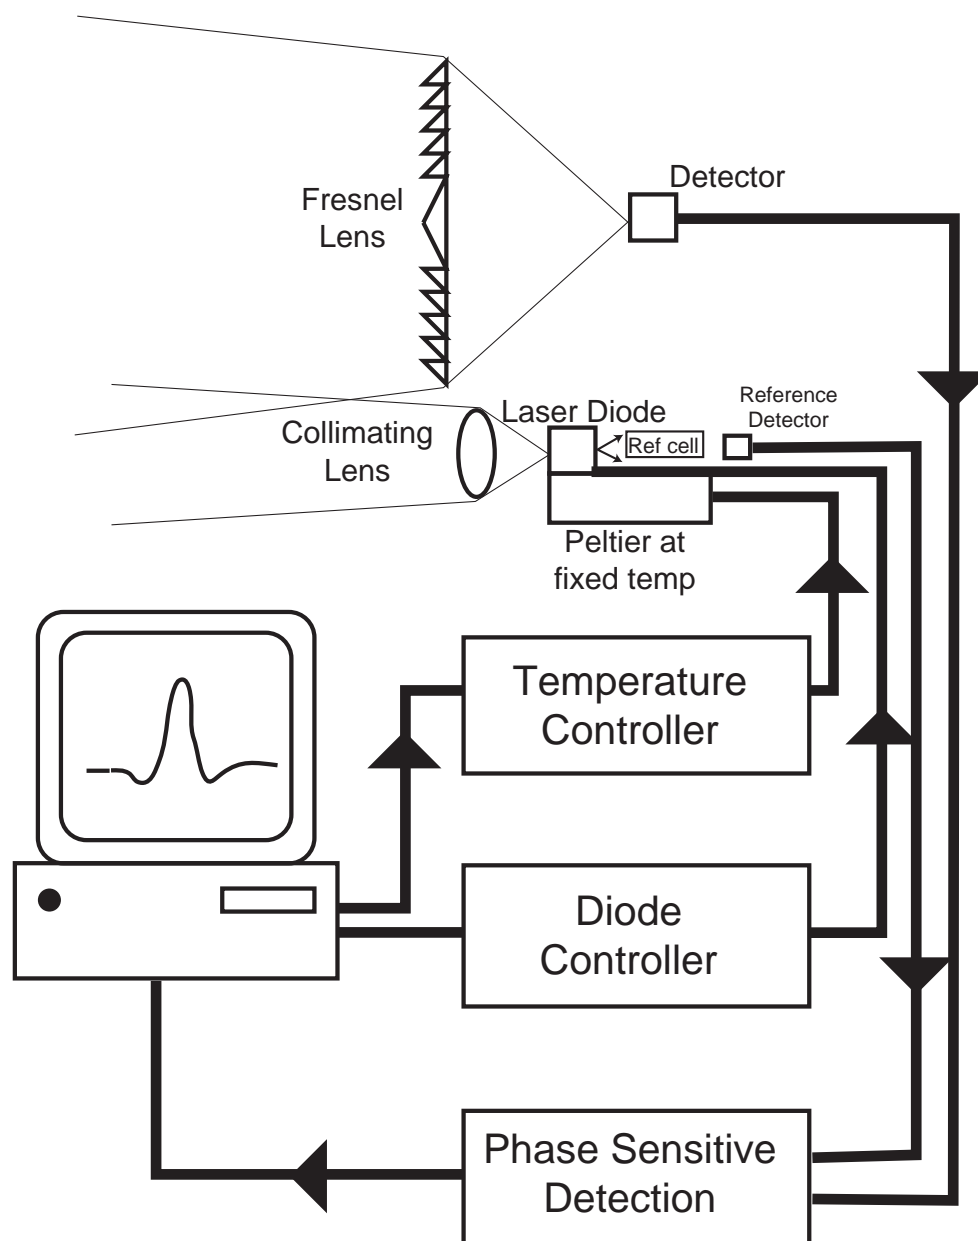 Detector
Fresnel
Lens
Reference
Detector
Laser Diode
Collimating
Lens
Ref cell
Peltier at
fixed temp
Temperature
Controller
Diode
Controller
Phase Sensitive
Detection